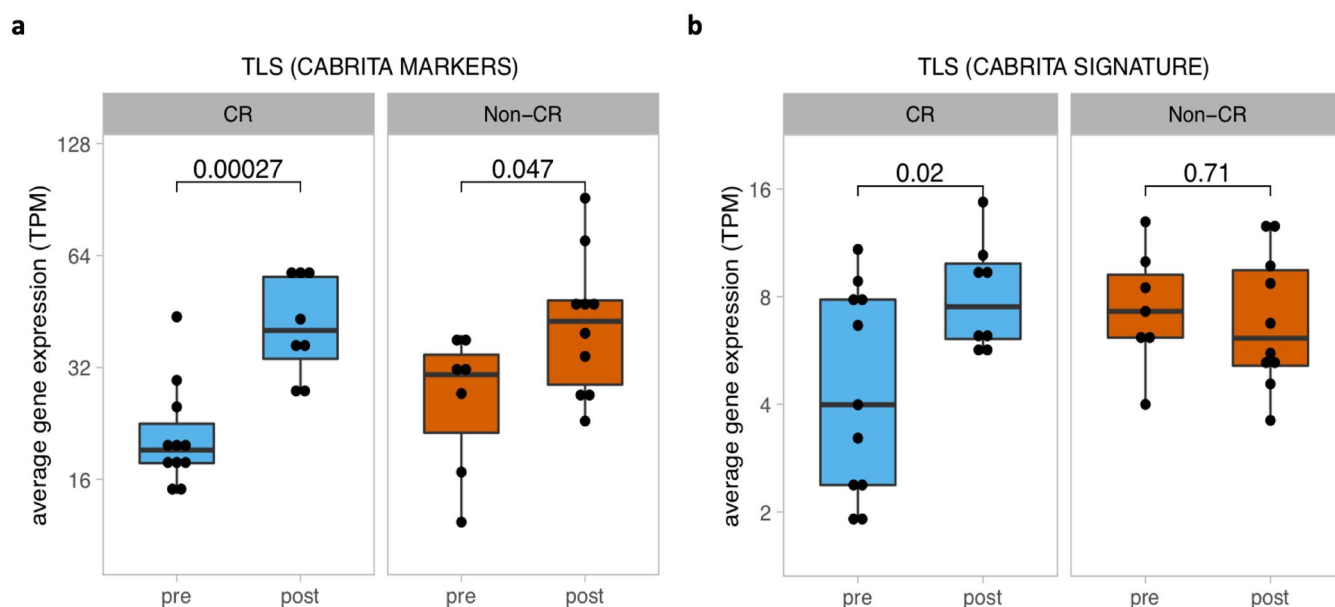 a
TLS (CABRITA MARKERS)
CR
Non-CR
128
64
32
16
average gene expression (TPM)
0.00027
0.047
pre
post
pre
post
b
TLS (CABRITA SIGNATURE)
CR
Non-CR
16
8
4
2
average gene expression (TPM)
0.02
0.71
pre
post
pre
post